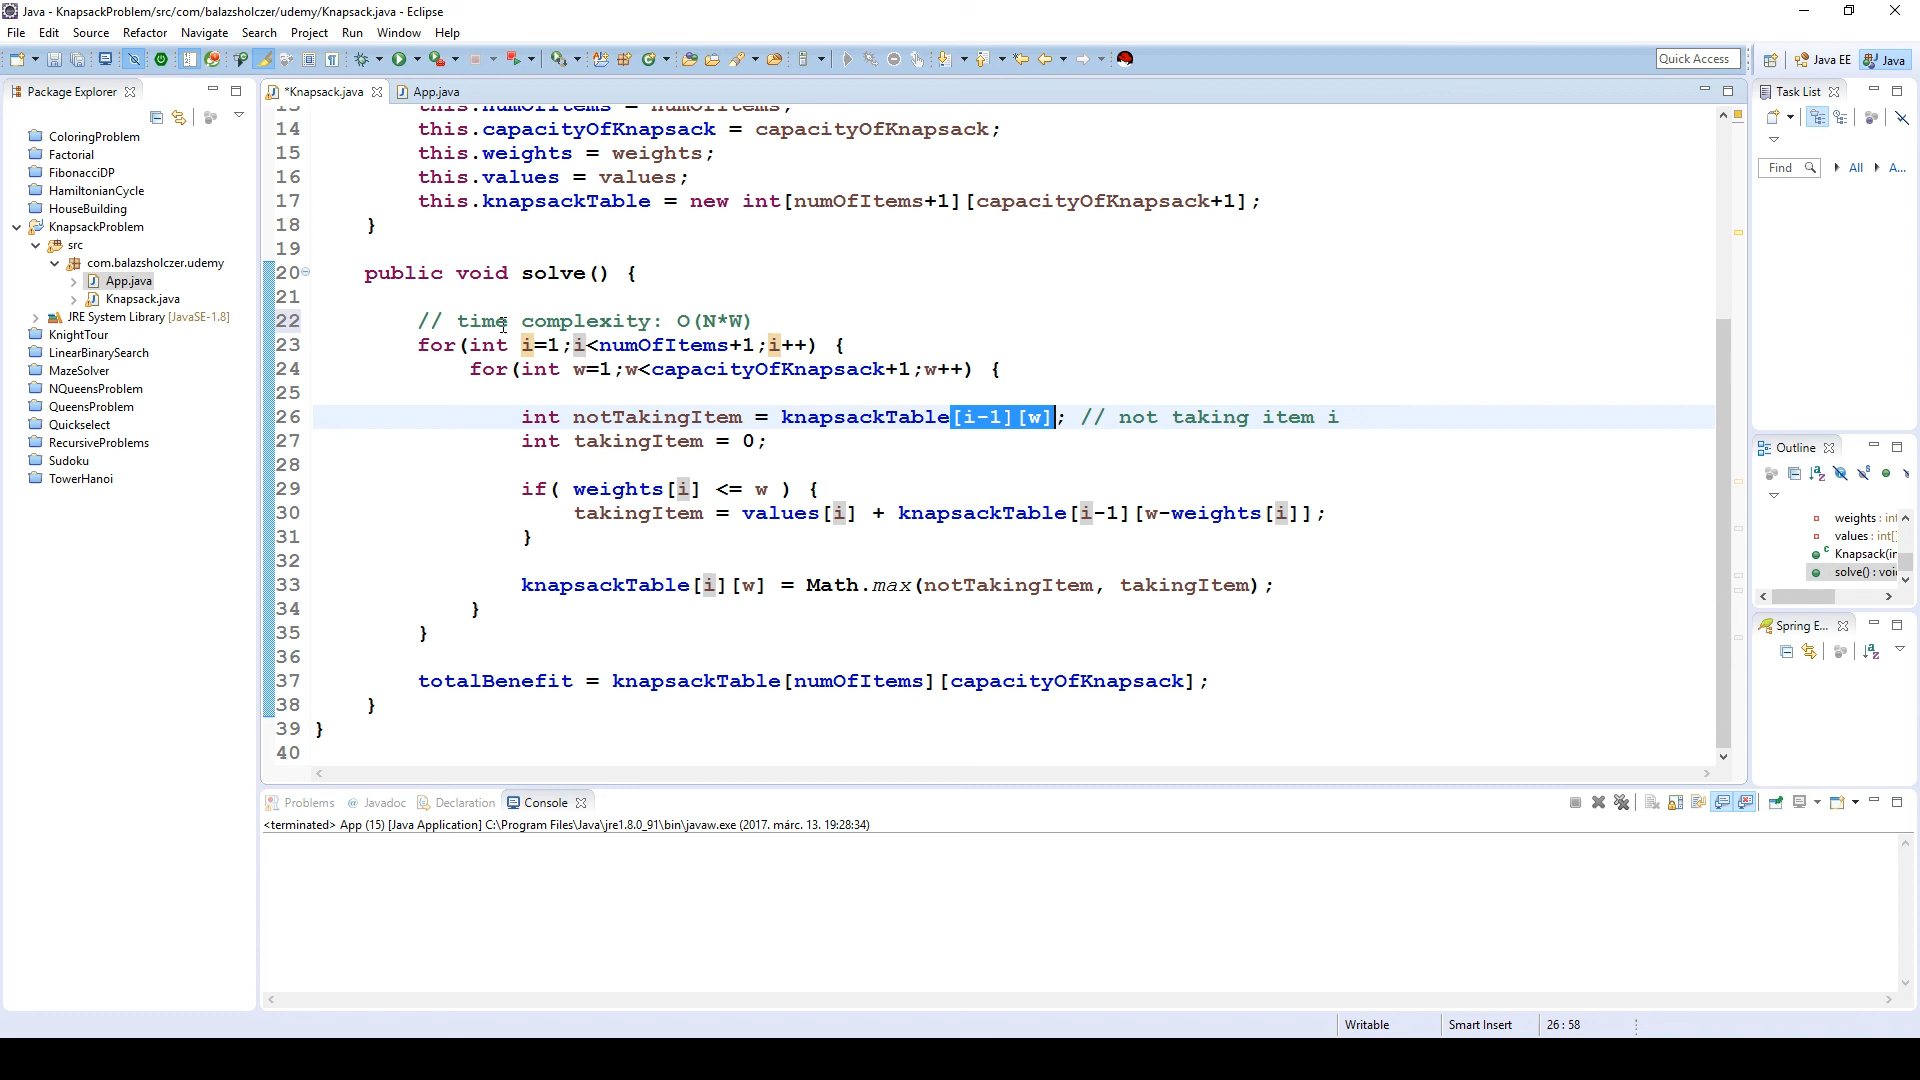 Java - KnapsackProblem/src/com/balazsholczer/udemy/Knapsack.java - Eclipse
File Edit Source Refactor Navigate Search Project Run Window Help
Quick Access
Java EE
Java
Package Explorer
ColoringProblem
Factorial
FibonacciDP
HamiltonianCycle
HouseBuilding
KnapsackProblem
src
com.balazsholczer.udemy
App.java
Knapsack.java
JRE System Library [JavaSE-1.8]
KnightTour
LinearBinarySearch
MazeSolver
NQueensProblem
QueensProblem
Quickselect
RecursiveProblems
Sudoku
TowerHanoi
*Knapsack.java
App.java
13 this.numOfItems = numOfItems;
14 this.capacityOfKnapsack = capacityOfKnapsack;
15 this.weights = weights;
16 this.values = values;
17 this.knapsackTable = new int[numOfItems+1][capacityOfKnapsack+1];
18 }
19
20 public void solve() {
21
22 // time complexity: O(N*W)
23 for(int i=1;i<numOfItems+1;i++) {
24 for(int w=1;w<capacityOfKnapsack+1;w++) {
25
26 int notTakingItem = knapsackTable[i-1][w]; // not taking item i
27 int takingItem = 0;
28
29 if( weights[i] <= w ) {
30 takingItem = values[i] + knapsackTable[i-1][w-weights[i]];
31 }
32
33 knapsackTable[i][w] = Math.max(notTakingItem, takingItem);
34 }
35 }
36
37 totalBenefit = knapsackTable[numOfItems][capacityOfKnapsack];
38 }
39 }
40
Task List
Find
All
A...
Outline
weights : int
values : int[]
Knapsack(in
solve() : voi
Spring E...
Problems @ Javadoc Declaration Console
<terminated> App (15) [Java Application] C:\Program Files\Java\jre1.8.0_91\bin\javaw.exe (2017. márc. 13. 19:28:34)
Writable
Smart Insert
26 : 58